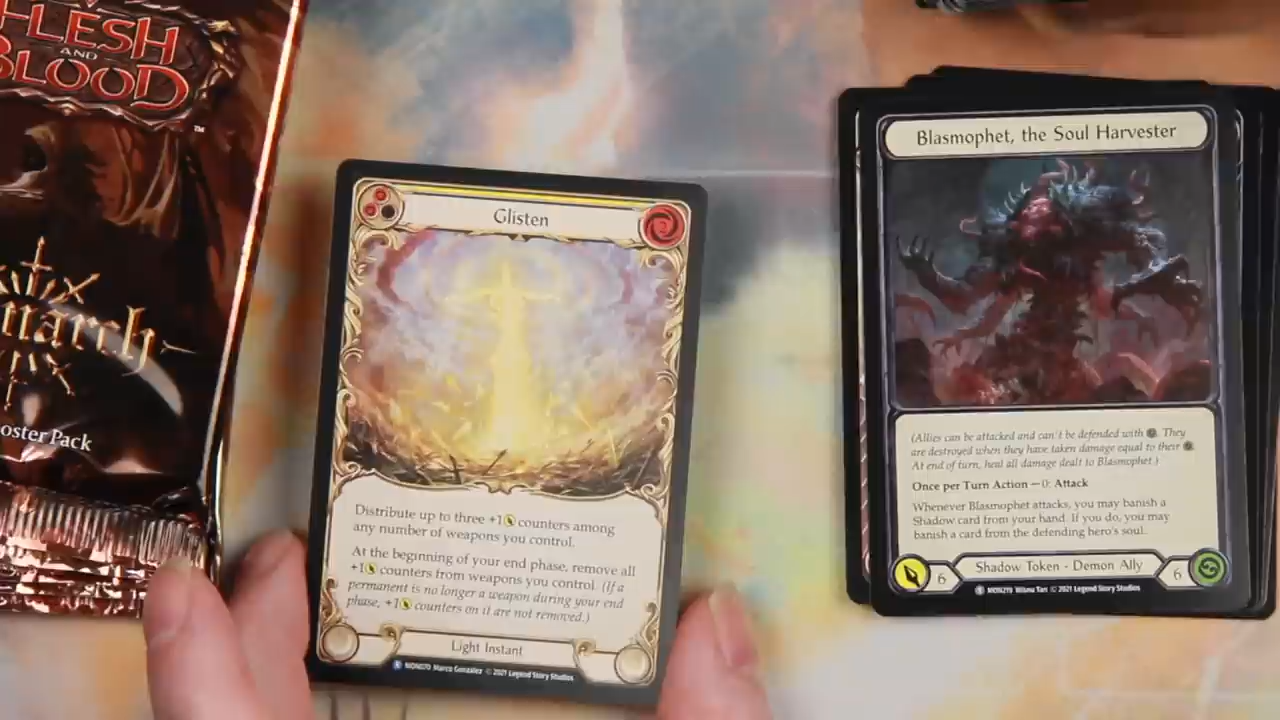 FLESH
AND
BLOOD
™
oster Pack
Glisten
2
Distribute up to three +1 counters among
any number of weapons you control.
At the beginning of your end phase, remove all
+1 counters from weapons you control. (If a
permanent is no longer a weapon during your end
phase, +1 counters on it are not removed.)
Light Instant
MON070 Marco González © 2021 Legend Story Studios
Blasmophet, the Soul Harvester
(Allies can be attacked and can't be defended with . They
are destroyed when they have taken damage equal to their .
At end of turn, heal all damage dealt to Blasmophet.)
Once per Turn Action – 0: Attack
Whenever Blasmophet attacks, you may banish a
Shadow card from your hand. If you do, you may
banish a card from the defending hero's soul.
6
Shadow Token - Demon Ally
6
MON219 Wisnu Tan © 2021 Legend Story Studios